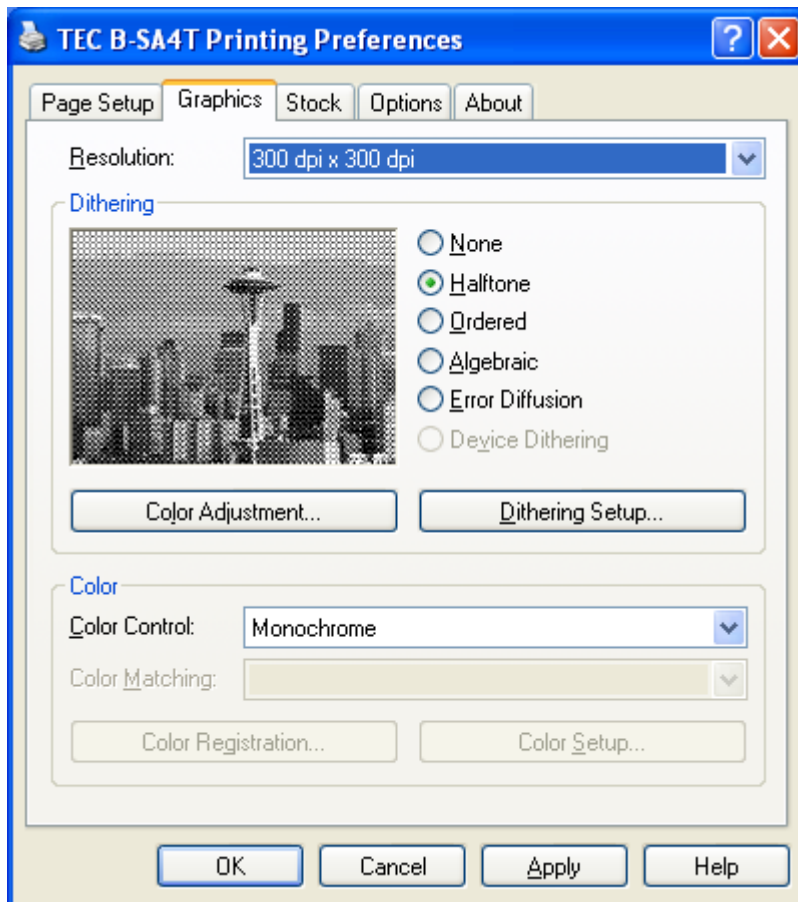 TEC B-SA4T Printing Preferences
Page Setup Graphics Stock Options About
Resolution: 300 dpi x 300 dpi
Dithering
None
Halftone
Ordered
Algebraic
Error Diffusion
Device Dithering
Color Adjustment... Dithering Setup...
Color
Color Control: Monochrome
Color Matching:
Color Registration... Color Setup...
OK Cancel Apply Help